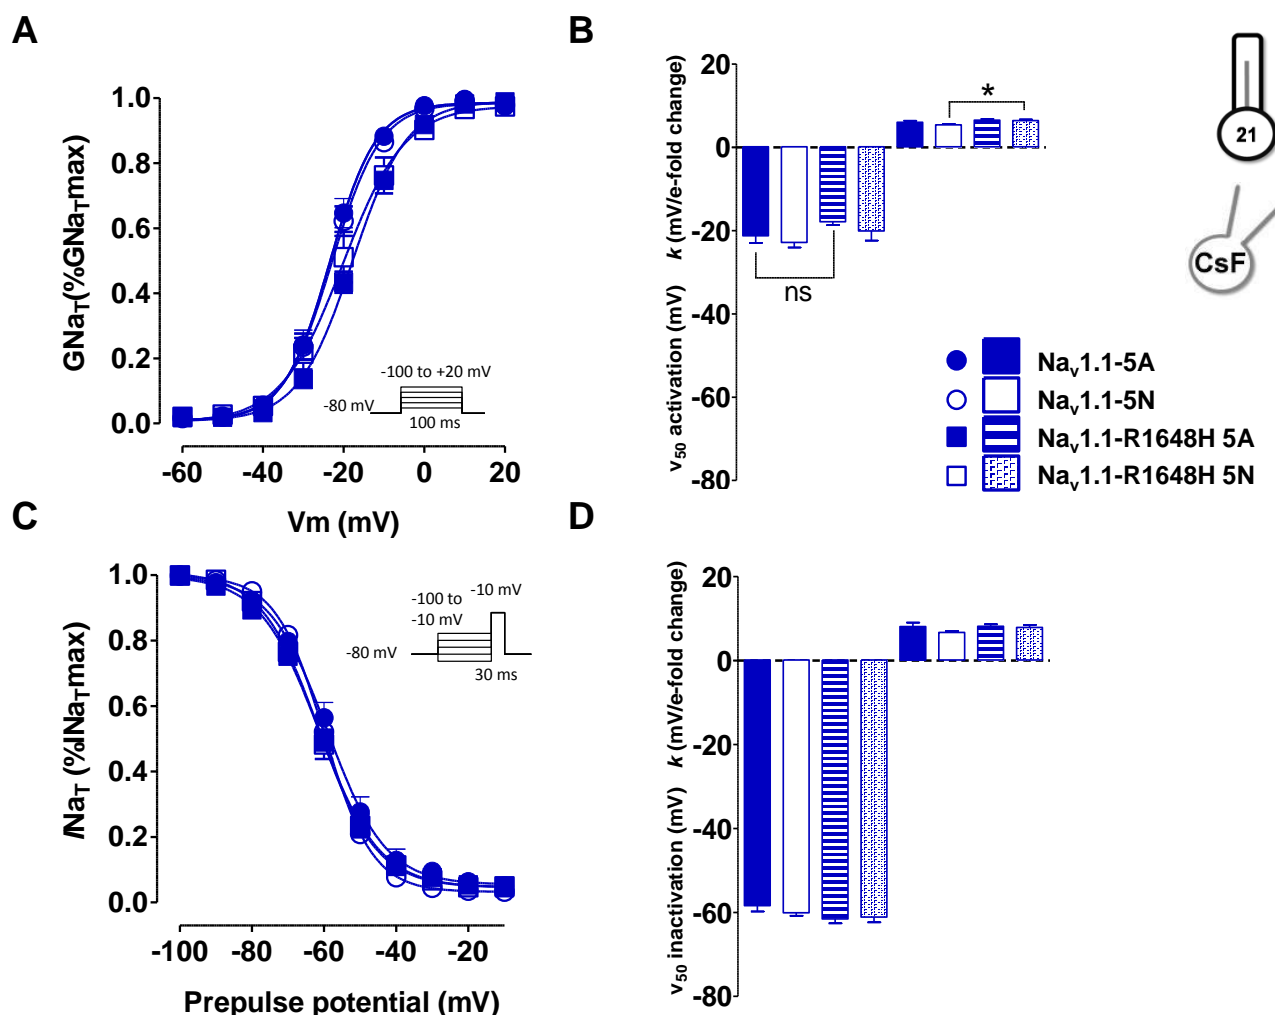 A
GNaT(%GNaTmax)
1.0
0.8
0.6
0.4
0.2
0.0
-60
-40
-20
0
20
Vm (mV)
-100 to +20 mV
-80 mV
100 ms
B
v50 activation (mV) k (mV/e-fold change)
20
0
-20
-40
-60
-80
*
ns
21
CsF
Nav1.1-5A
Nav1.1-5N
Nav1.1-R1648H 5A
Nav1.1-R1648H 5N
C
INaT (%INaTmax)
1.0
0.8
0.6
0.4
0.2
0.0
-100
-80
-60
-40
-20
Prepulse potential (mV)
-10 mV
-100 to
-10 mV
-80 mV
30 ms
D
v50 inactivation (mV) k (mV/e-fold change)
20
0
-20
-40
-60
-80